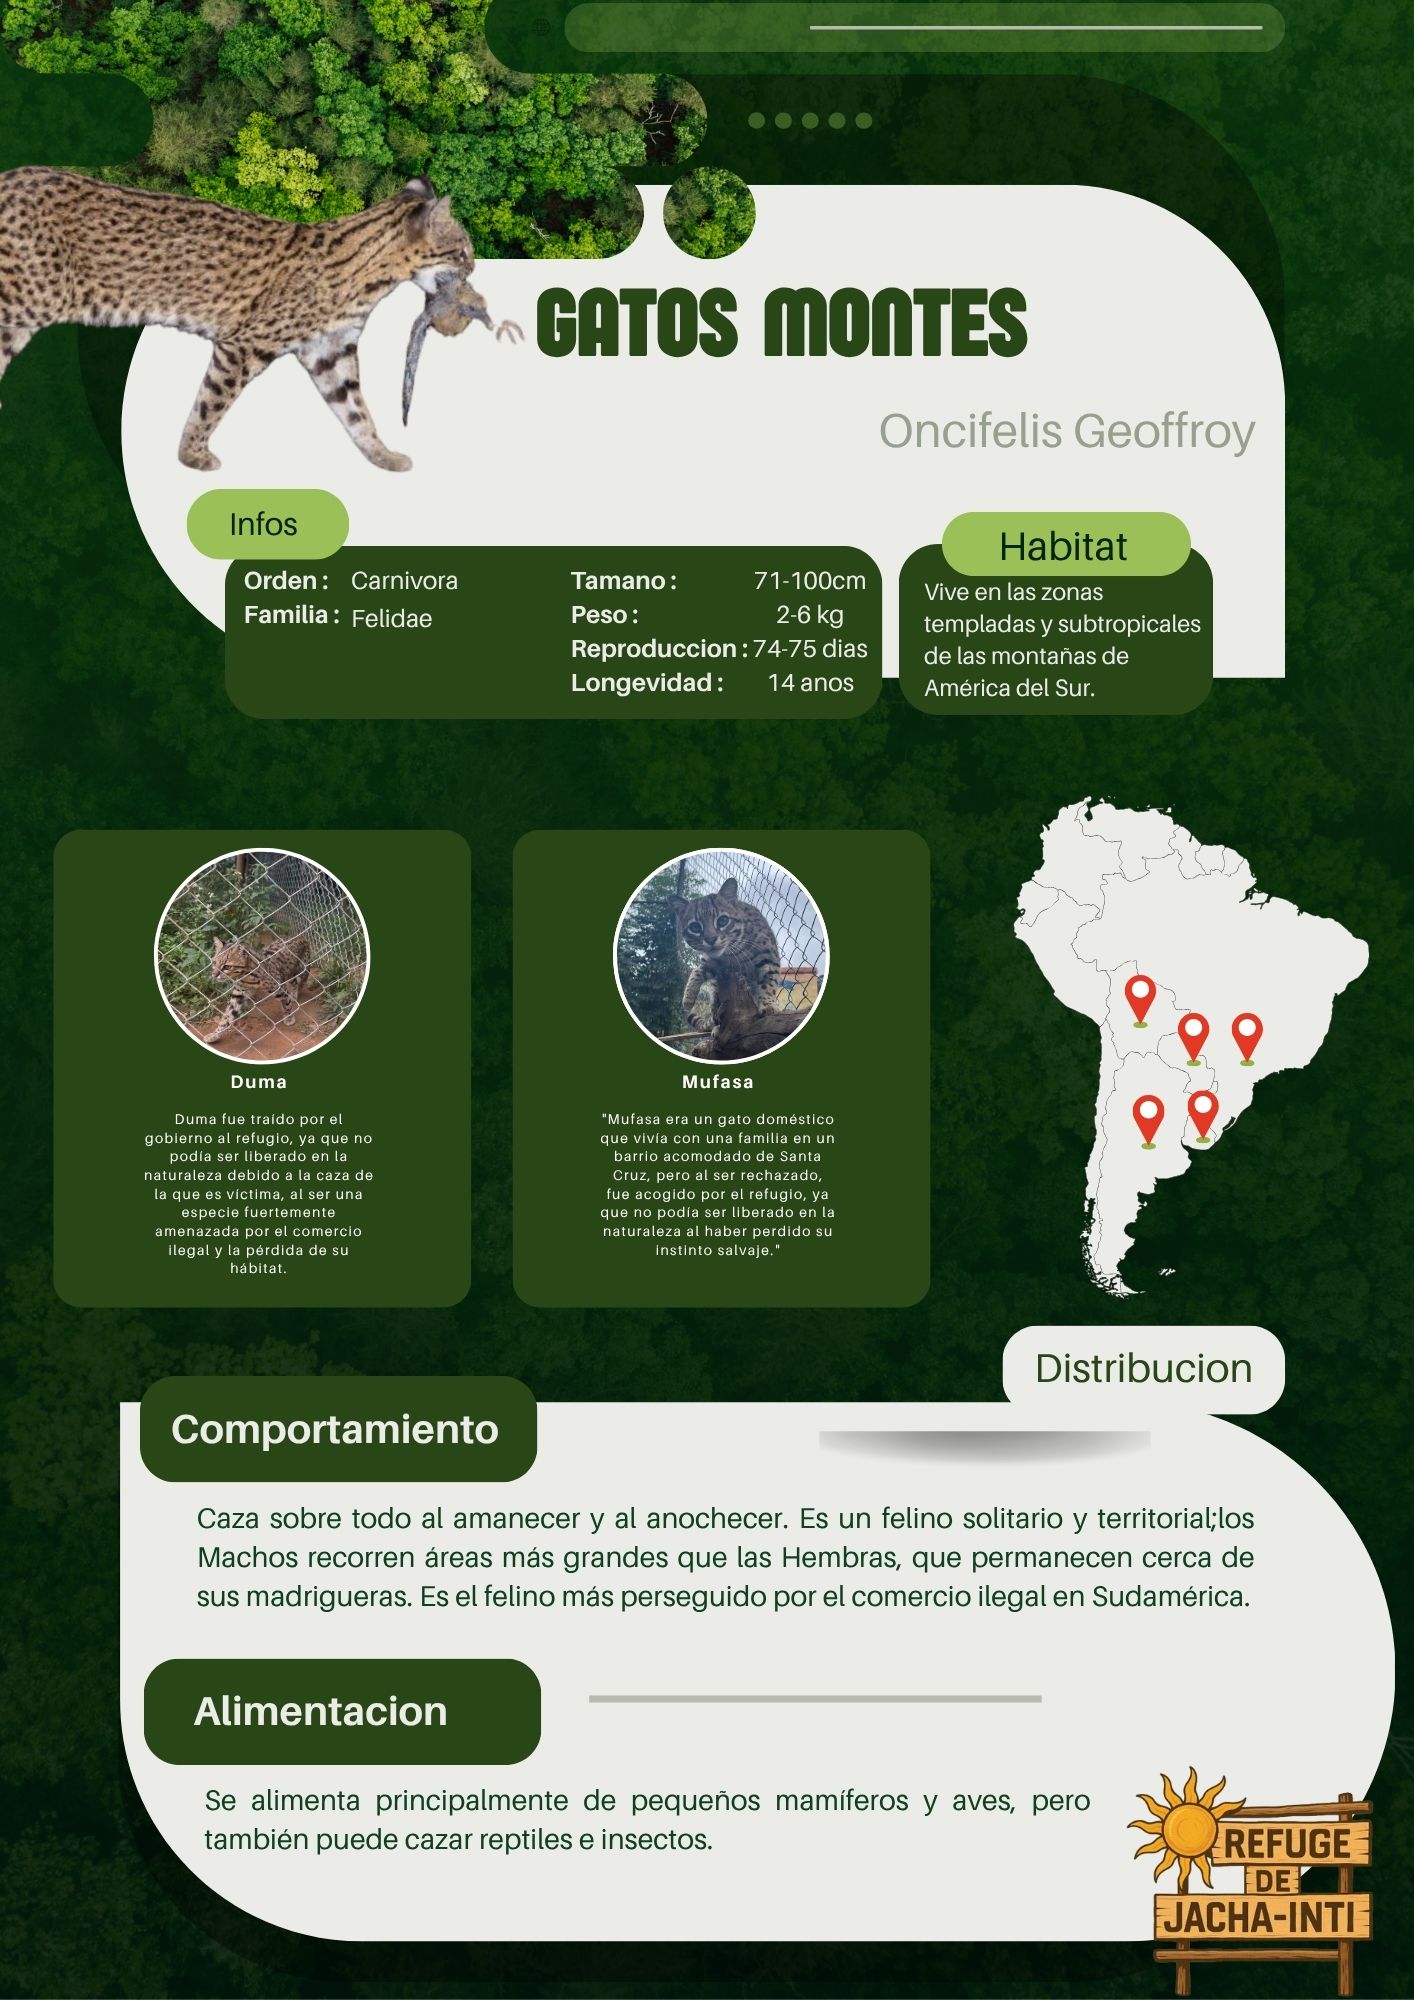 GATOS MONTES
Oncifelis Geoffroy
Infos
Orden : Carnivora
Familia : Felidae
Tamano : 71-100cm
Peso : 2-6 kg
Reproduccion : 74-75 dias
Longevidad : 14 anos
Habitat
Vive en las zonas
templadas y subtropicales
de las montañas de
América del Sur.
Duma
Duma fue traído por el
gobierno al refugio, ya que no
podía ser liberado en la
naturaleza debido a la caza de
la que es víctima, al ser una
especie fuertemente
amenazada por el comercio
ilegal y la pérdida de su
hábitat.
Mufasa
"Mufasa era un gato doméstico
que vivía con una familia en un
barrio acomodado de Santa
Cruz, pero al ser rechazado,
fue acogido por el refugio, ya
que no podía ser liberado en la
naturaleza al haber perdido su
instinto salvaje."
Distribucion
Comportamiento
Caza sobre todo al amanecer y al anochecer. Es un felino solitario y territorial;los
Machos recorren áreas más grandes que las Hembras, que permanecen cerca de
sus madrigueras. Es el felino más perseguido por el comercio ilegal en Sudamérica.
Alimentacion
Se alimenta principalmente de pequeños mamíferos y aves, pero
también puede cazar reptiles e insectos.
REFUGE
DE
JACHA-INTI